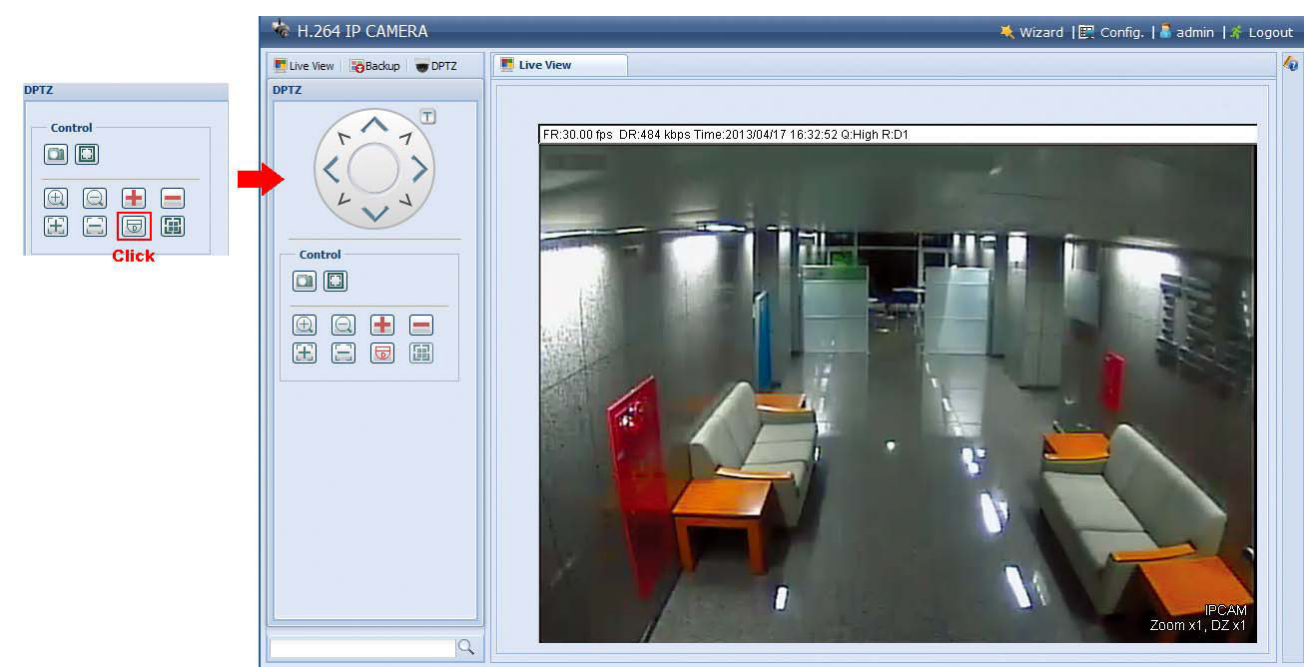 DPTZ
Control
Click
H.264 IP CAMERA
Wizard | Config. | admin | Logout
Live View Backup DPTZ
DPTZ
T
Control
Live View
FR:30.00 fps DR:484 kbps Time:2013/04/17 16:32:52 Q:High R:D1
IPCAM
Zoom x1, DZ x1